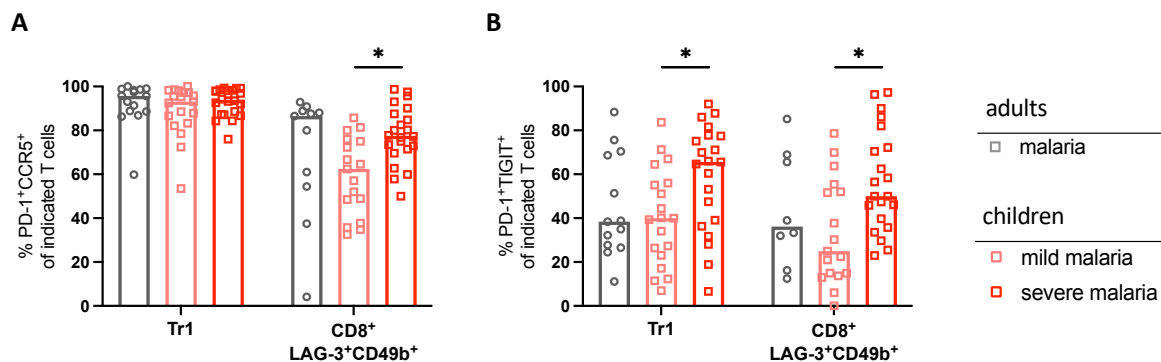 A
% PD-1⁺CCR5⁺
of indicated T cells
100
80
60
40
20
0
*
Tr1
CD8⁺
LAG-3⁺CD49b⁺
B
% PD-1⁺TIGIT⁺
of indicated T cells
100
80
60
40
20
0
*
*
Tr1
CD8⁺
LAG-3⁺CD49b⁺
adults
malaria
children
mild malaria
severe malaria